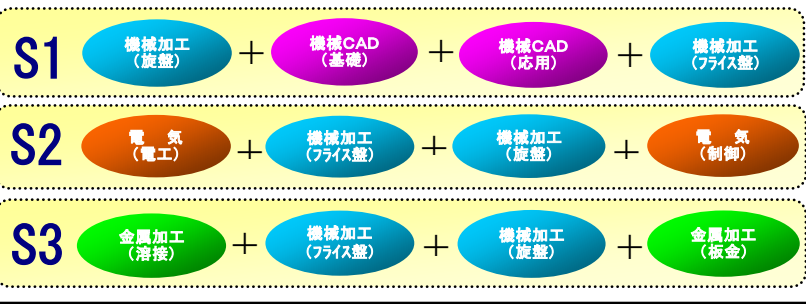 S1
機械加工
(旋盤)
+
機械CAD
(基礎)
+
機械CAD
(応用)
+
機械加工
(フライス盤)
S2
電　気
(電工)
+
機械加工
(フライス盤)
+
機械加工
(旋盤)
+
電　気
(制御)
S3
金属加工
(溶接)
+
機械加工
(フライス盤)
+
機械加工
(旋盤)
+
金属加工
(板金)